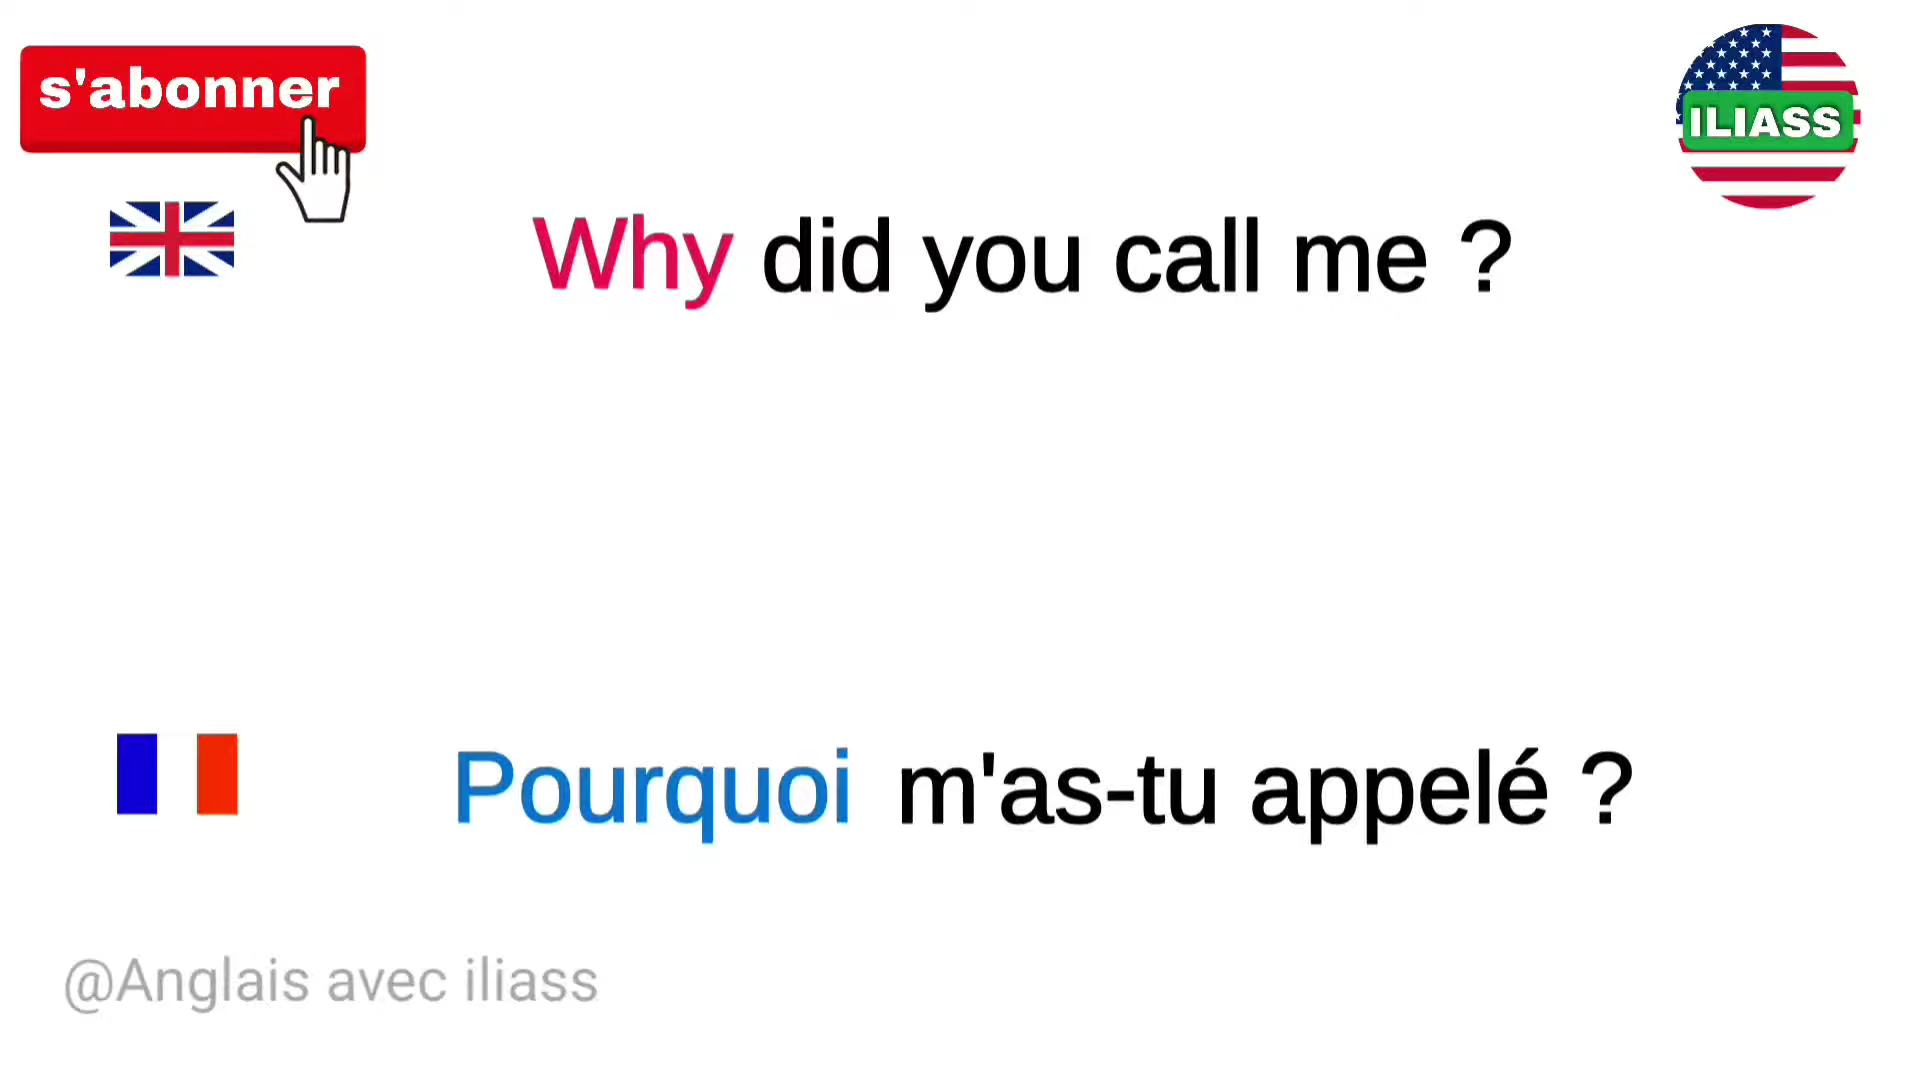 s'abonner
ILIASS
Why did you call me ?
Pourquoi m'as-tu appelé ?
@Anglais avec iliass